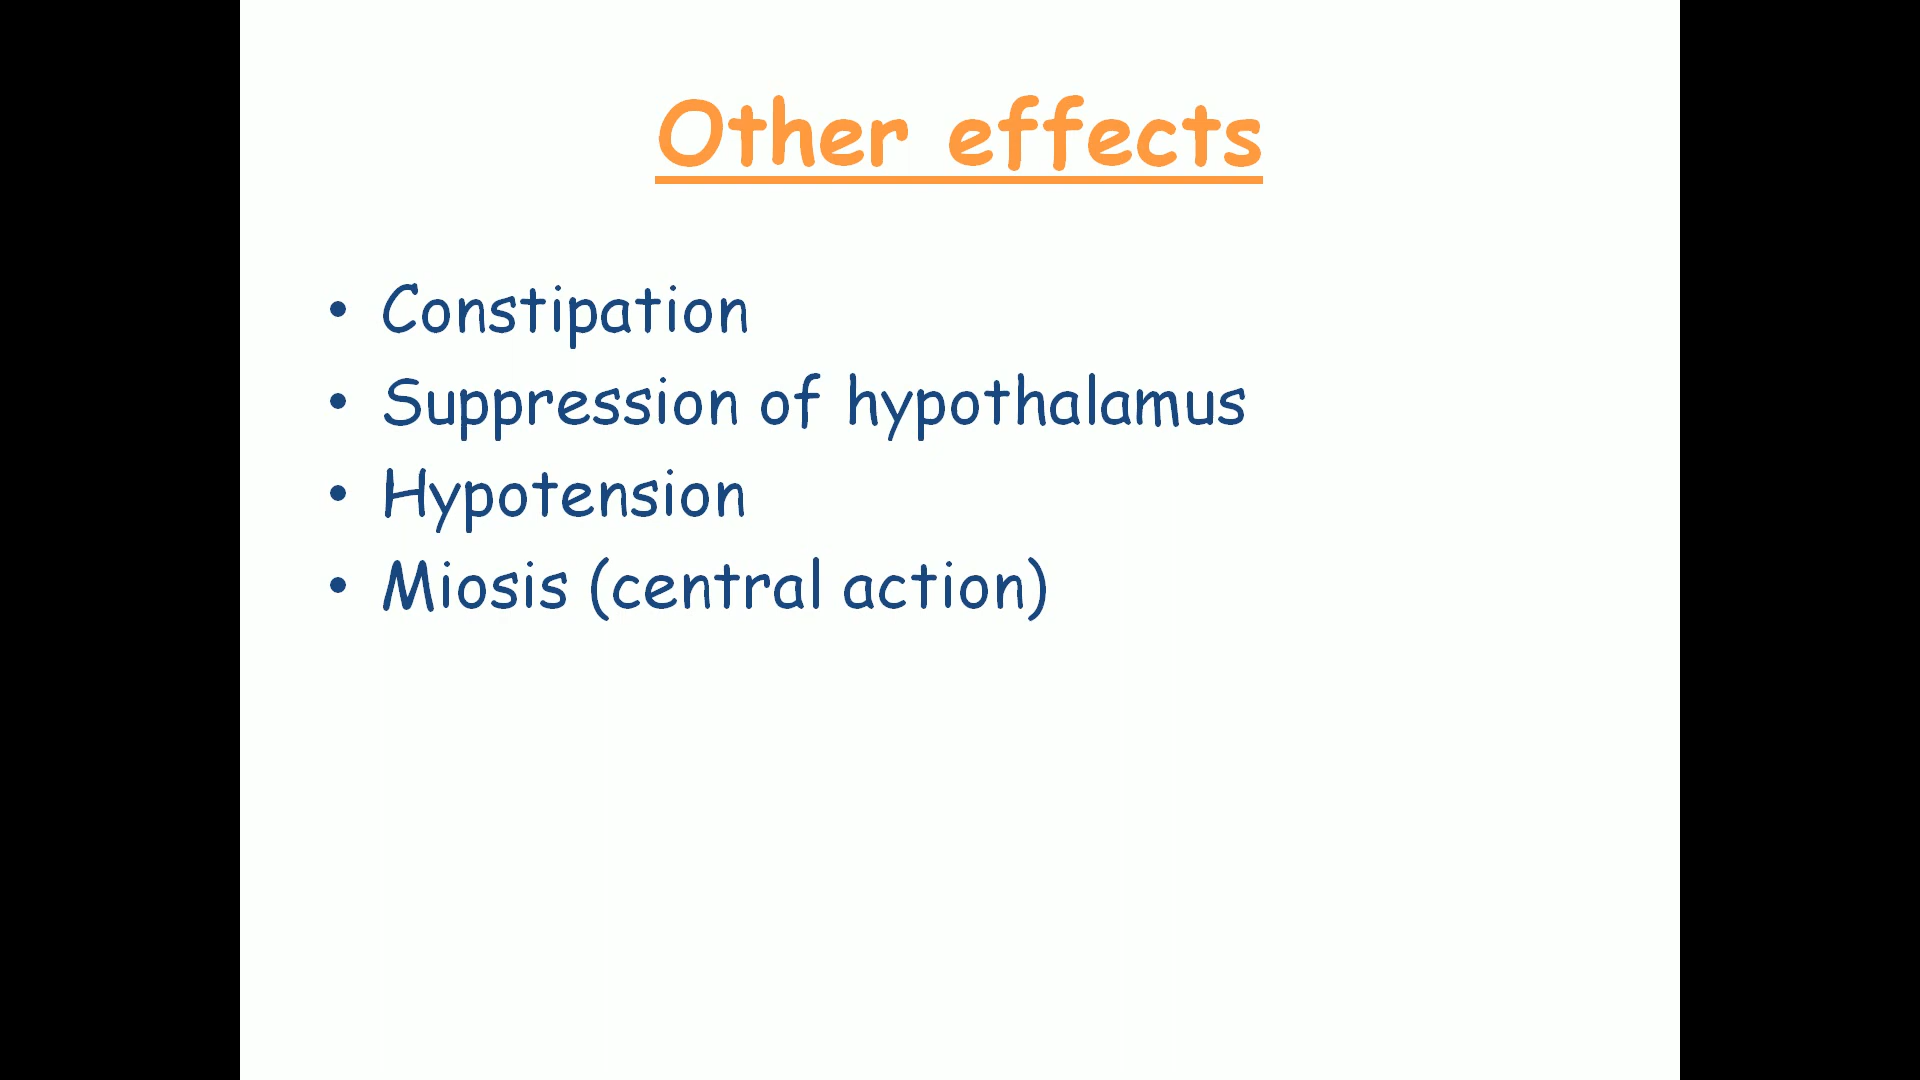 Other effects
• Constipation
• Suppression of hypothalamus
• Hypotension
• Miosis (central action)